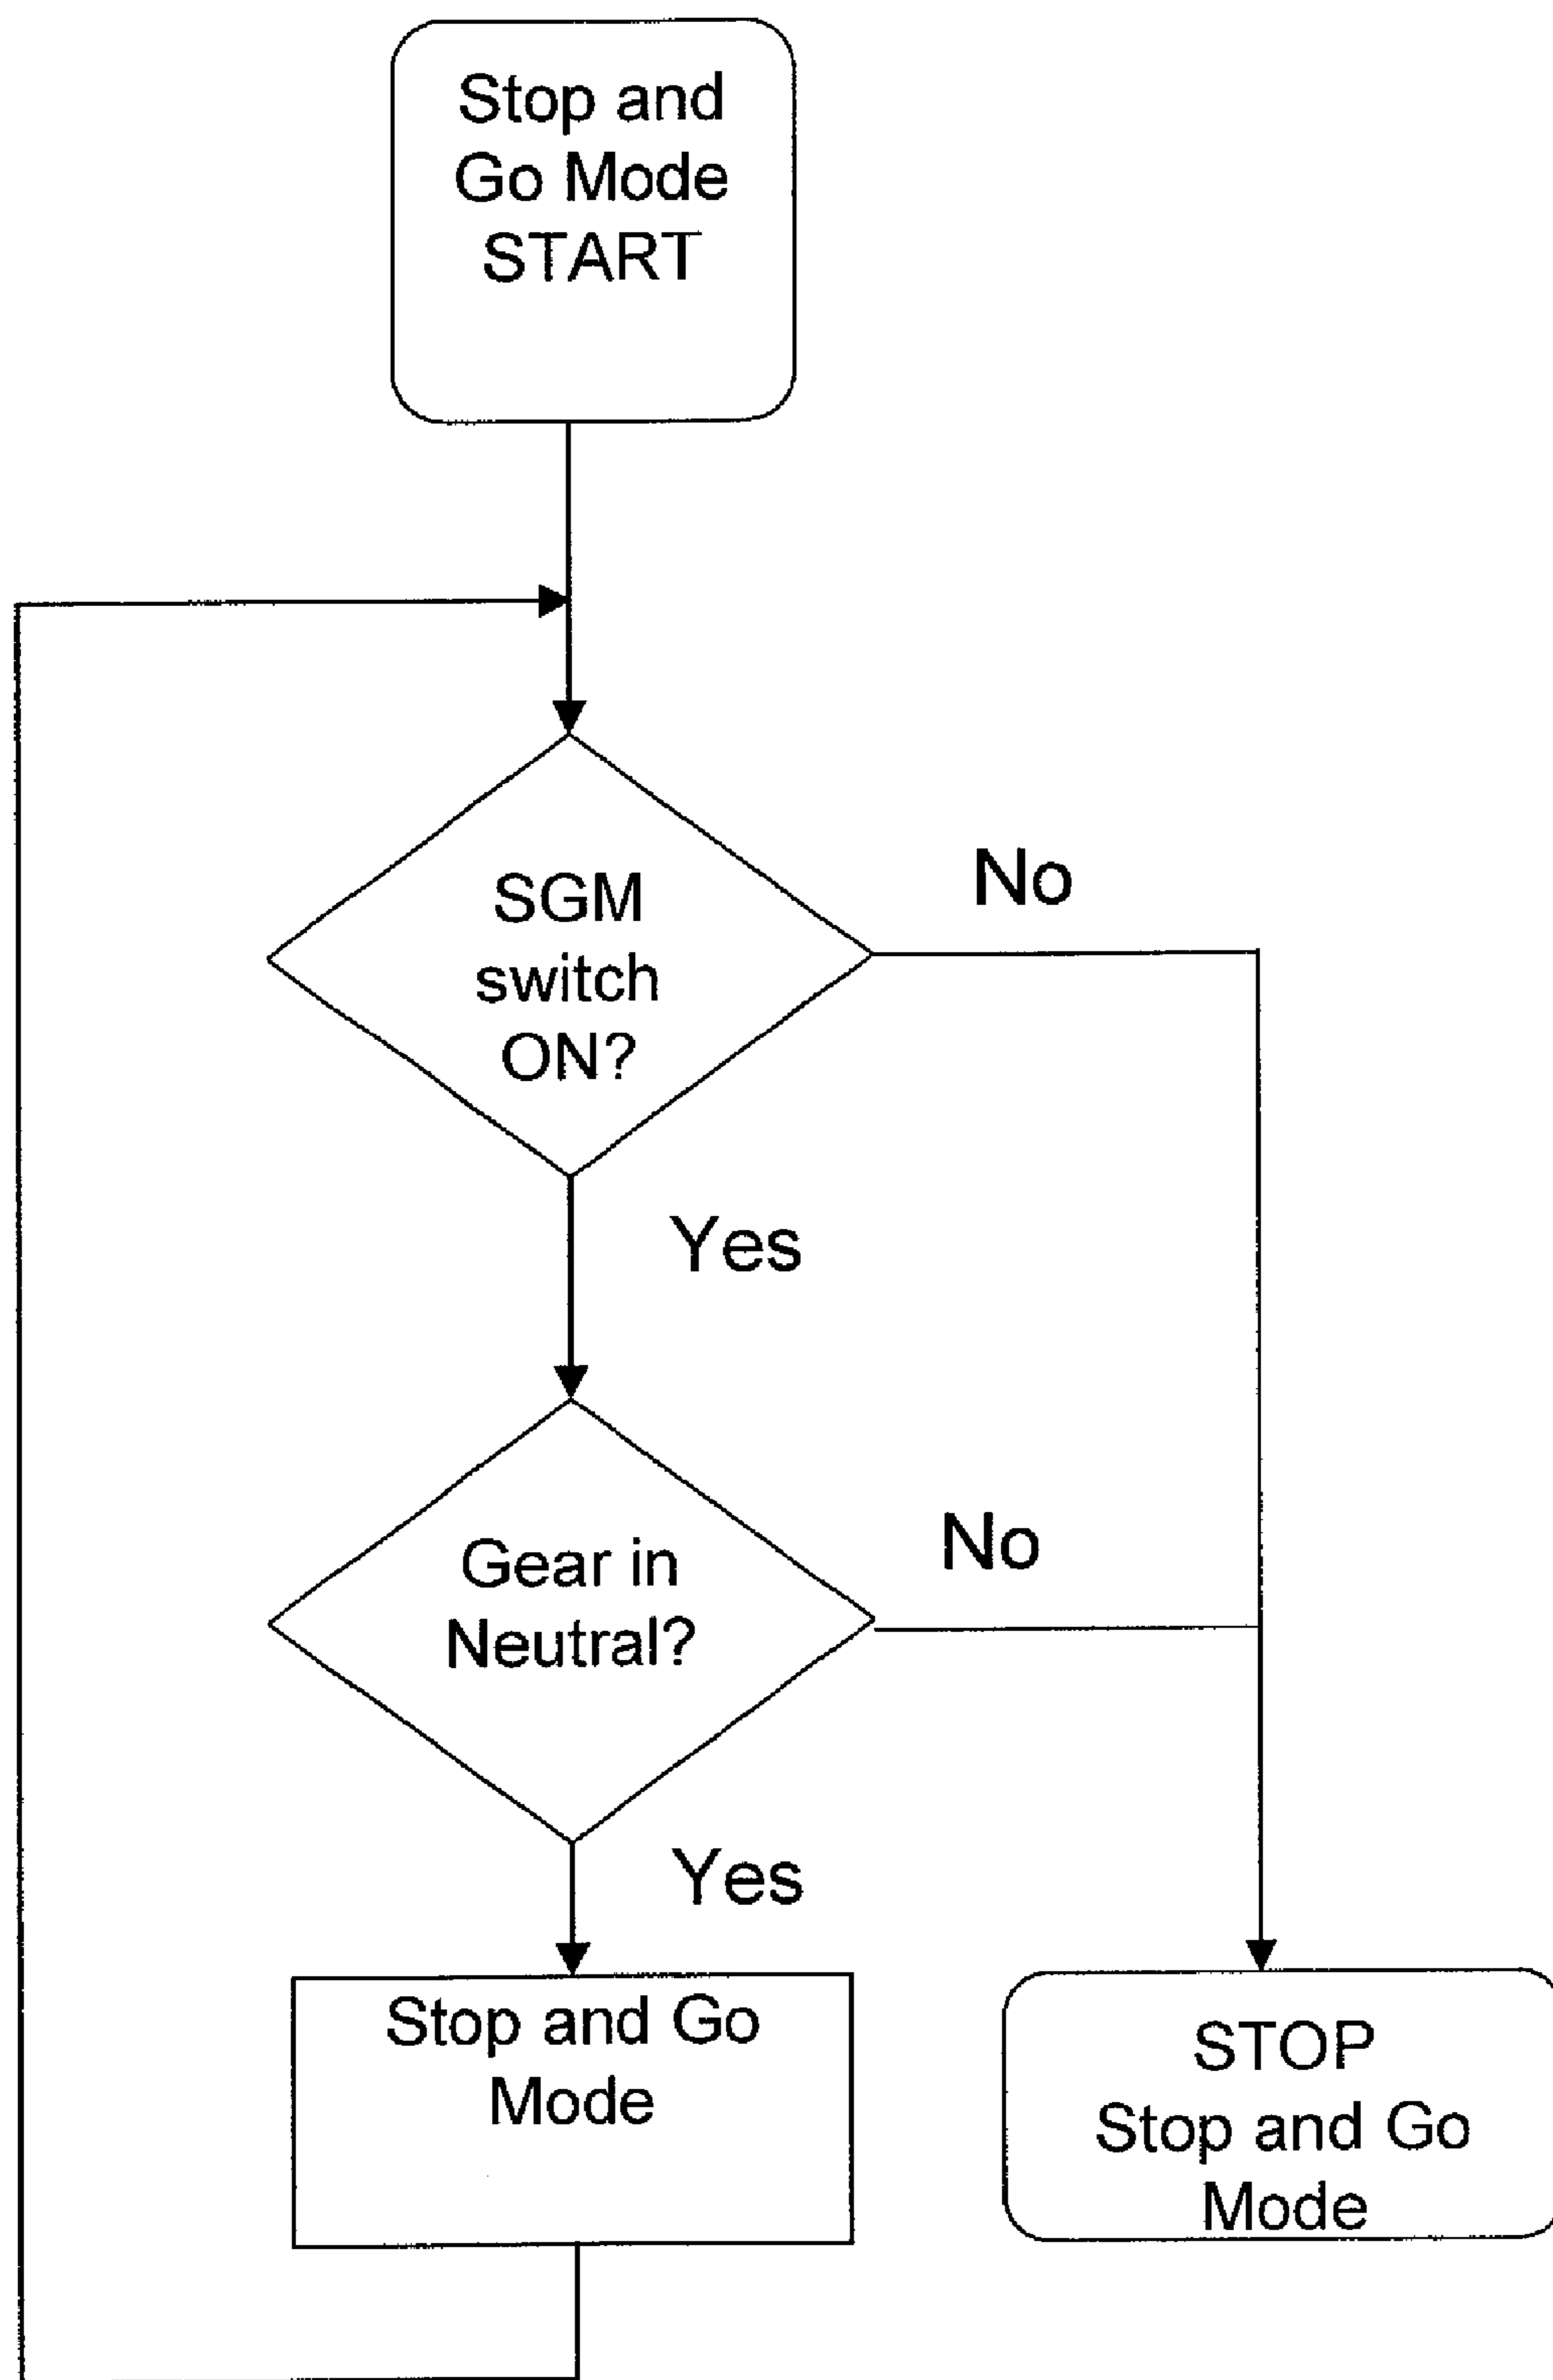 Stop and
Go Mode
START
SGM
switch
ON?
No
Yes
Gear in
Neutral?
No
Yes
Stop and Go
Mode
STOP
Stop and Go
Mode